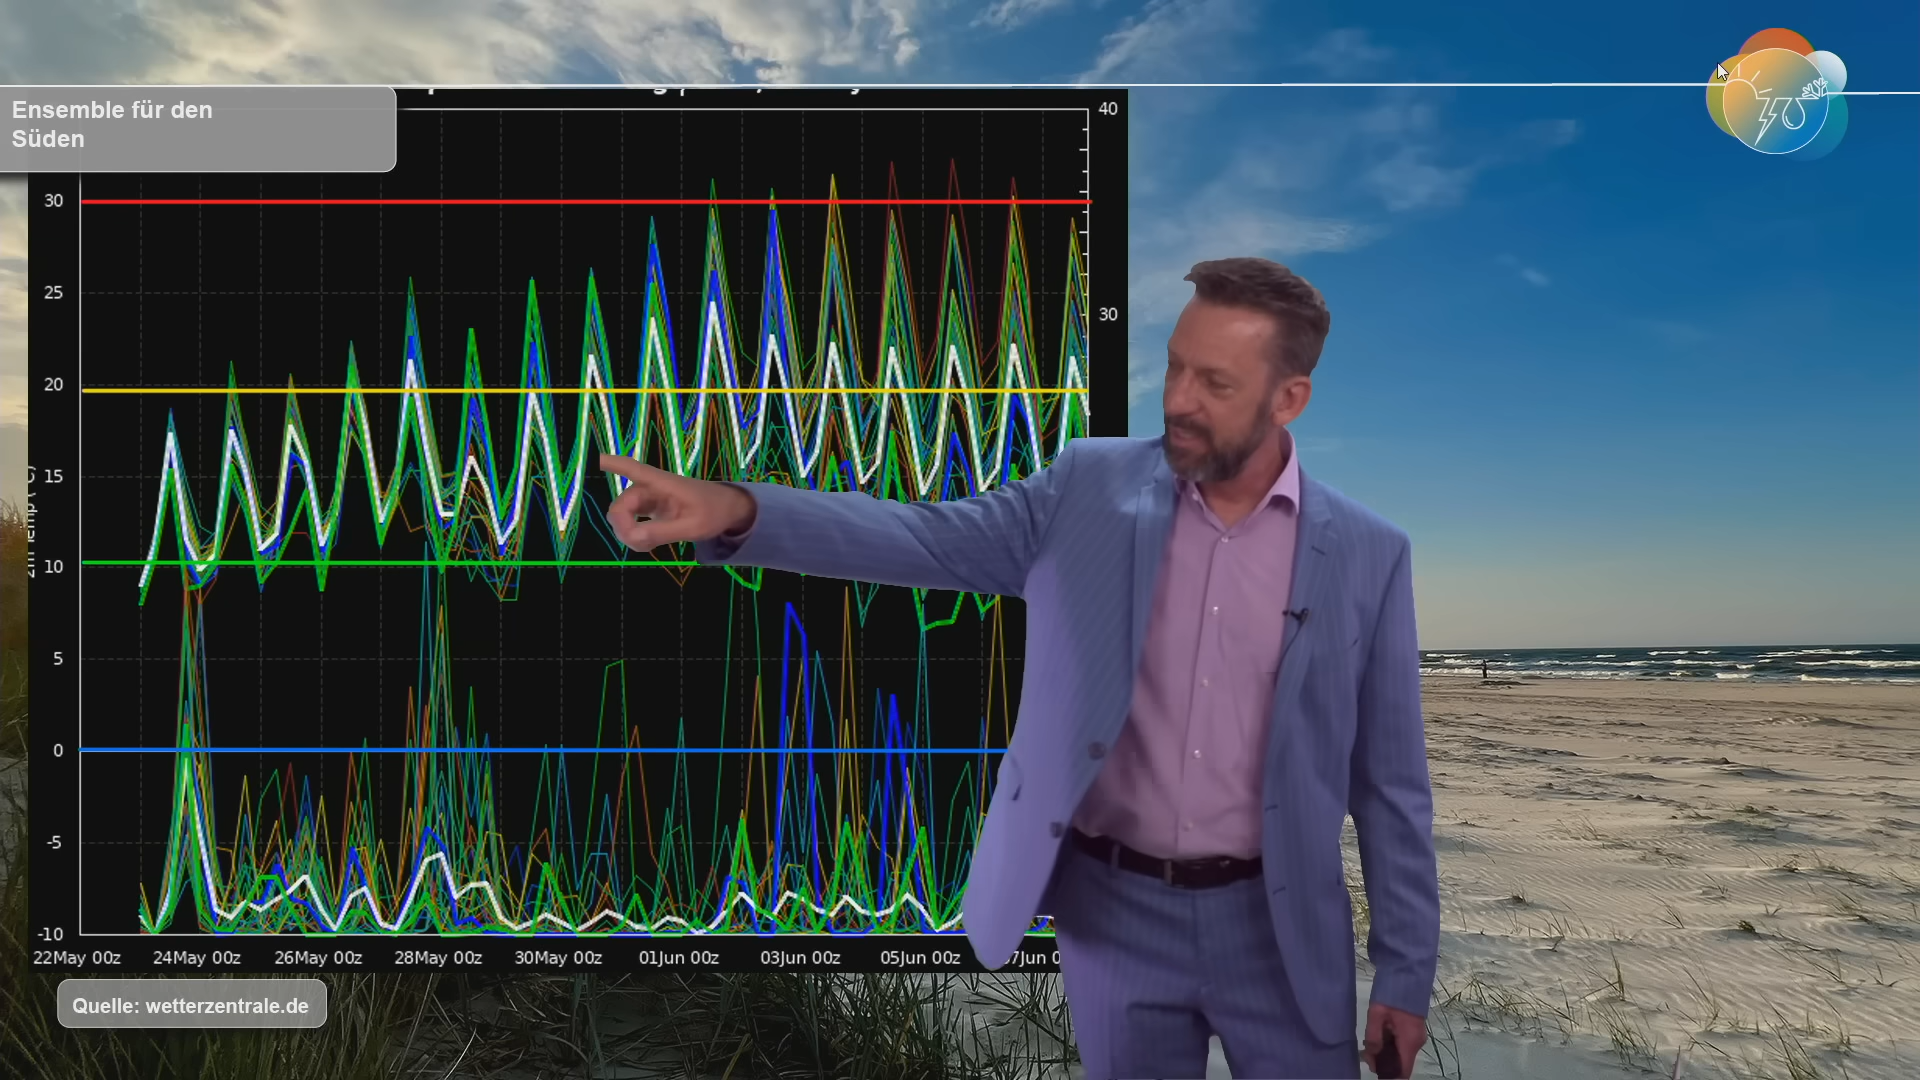 Ensemble für den
Süden
40
30
25
30
20
15
10
5
0
-5
-10
22May 00z 24May 00z 26May 00z 28May 00z 30May 00z 01Jun 00z 03Jun 00z 05Jun 00z
Quelle: wetterzentrale.de